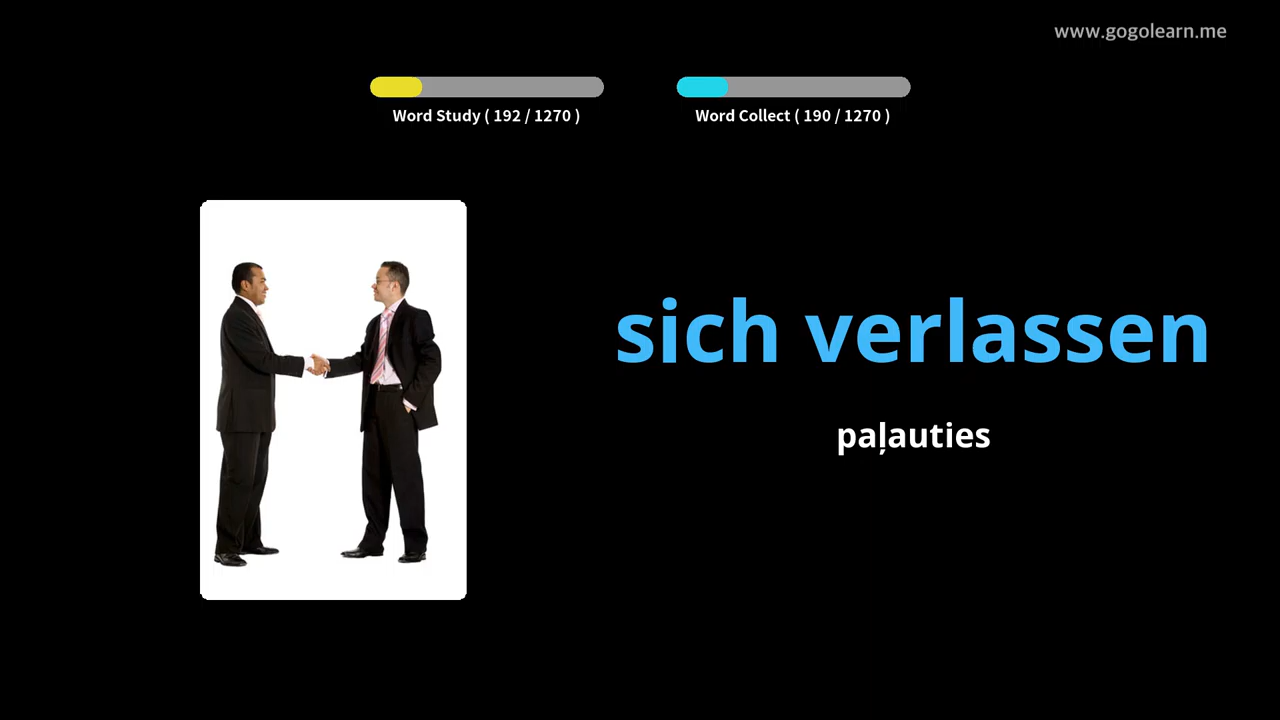 www.gogolearn.me
Word Study ( 192 / 1270 )
Word Collect ( 190 / 1270 )
sich verlassen
paļauties